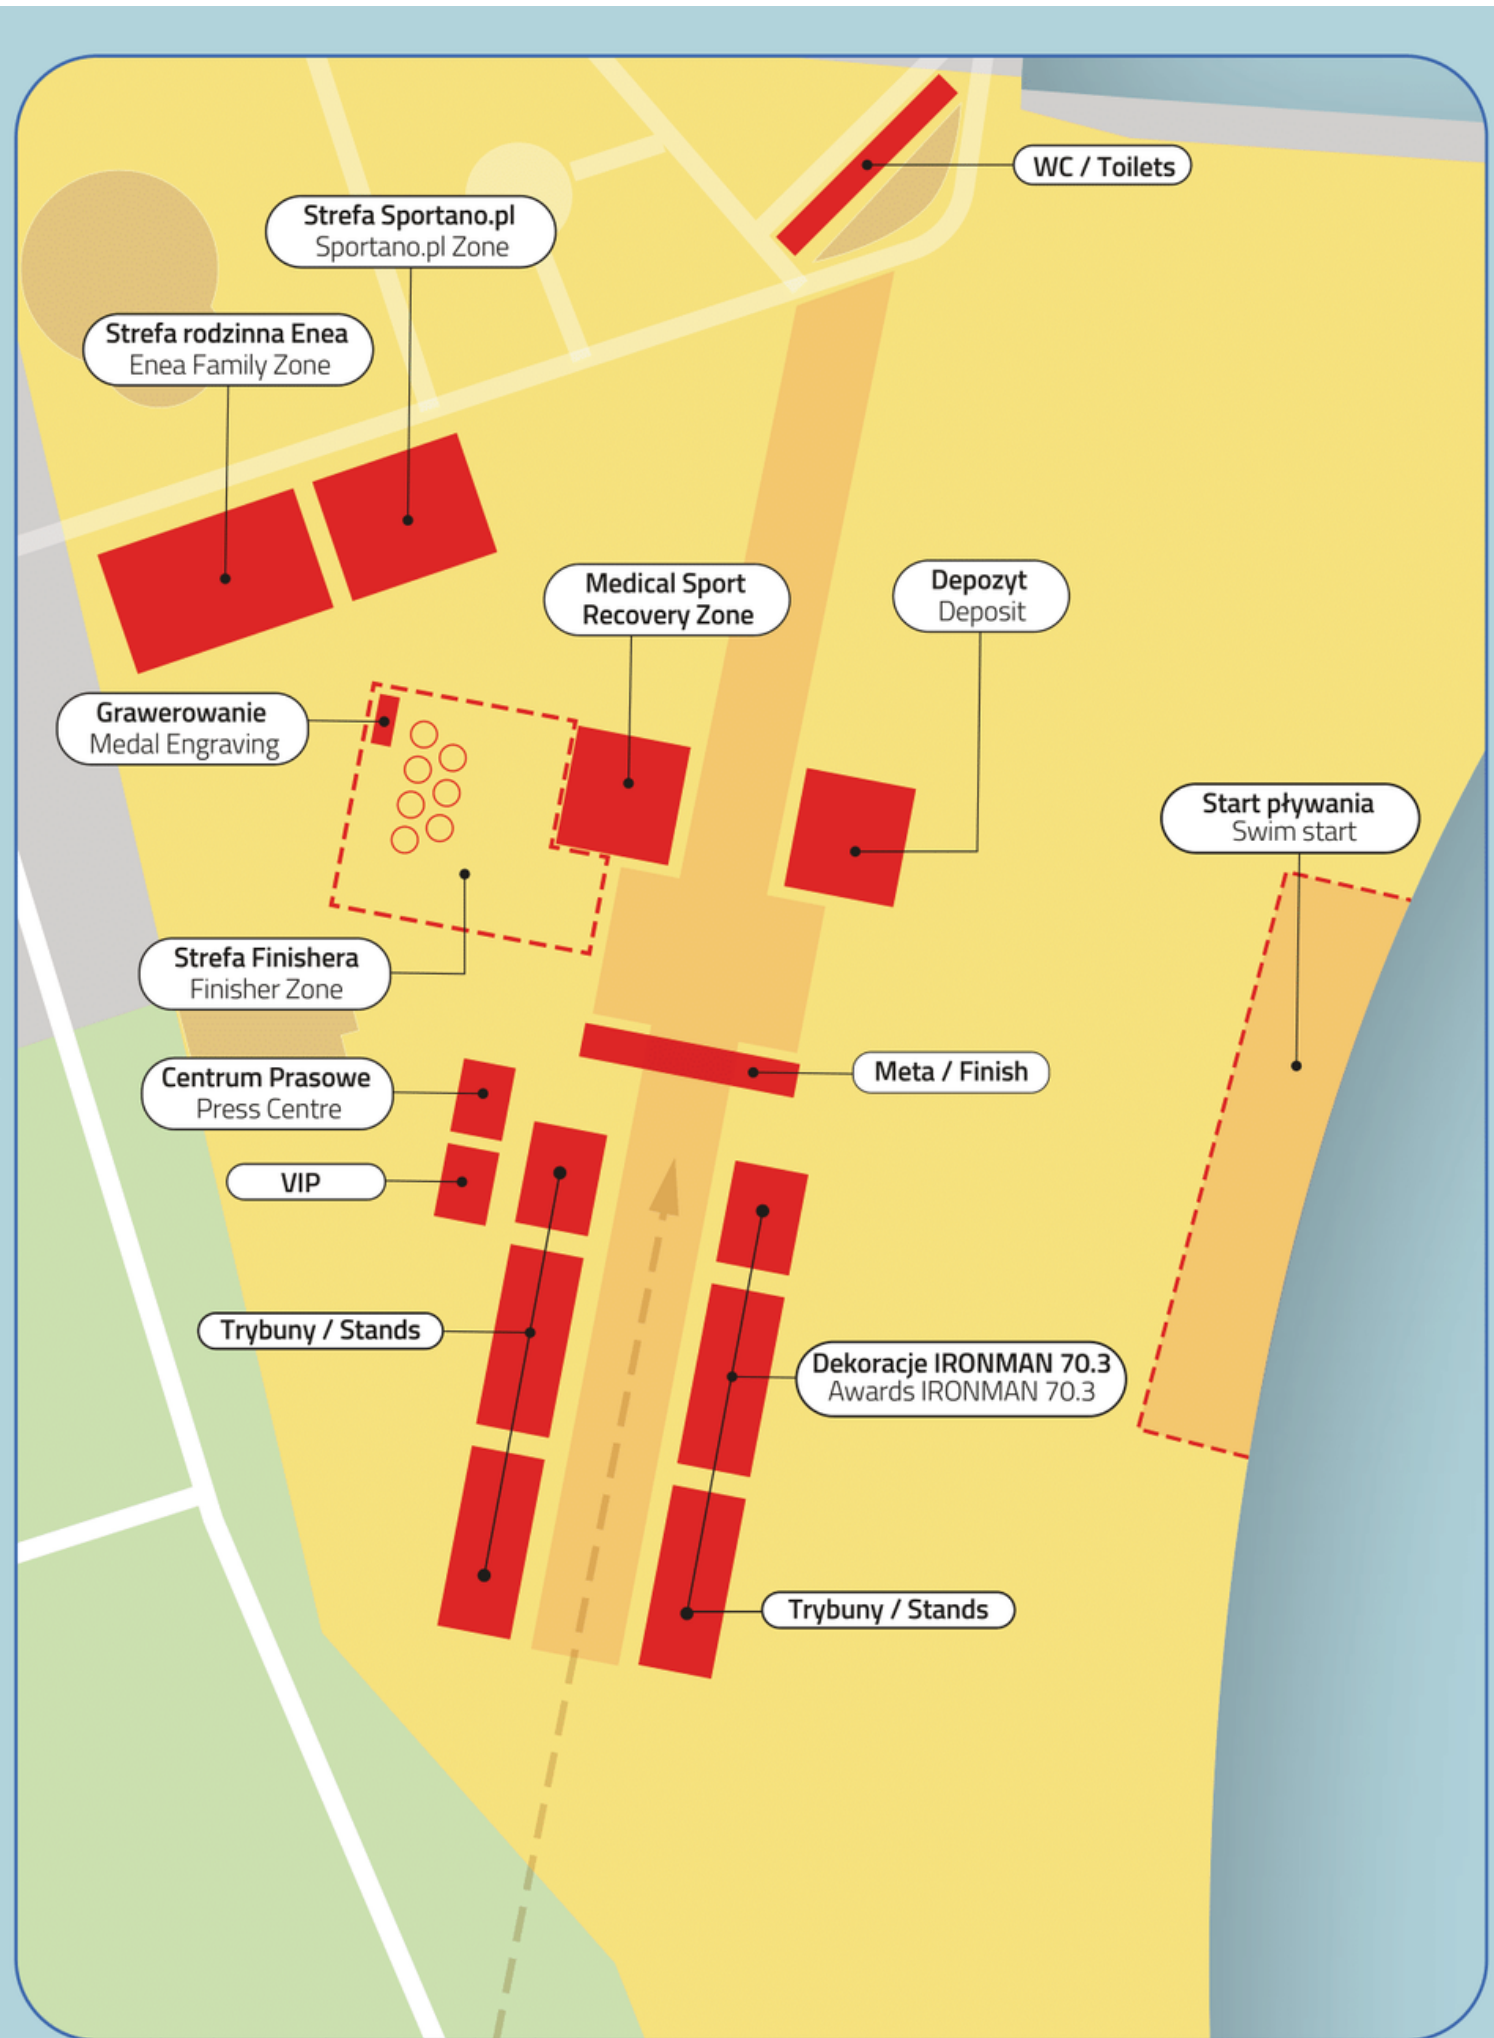 WC / Toilets
Strefa Sportano.pl
Sportano.pl Zone
Strefa rodzinna Enea
Enea Family Zone
Medical Sport
Recovery Zone
Depozyt
Deposit
Grawerowanie
Medal Engraving
Start pływania
Swim start
Strefa Finishera
Finisher Zone
Centrum Prasowe
Press Centre
Meta / Finish
VIP
Trybuny / Stands
Dekoracje IRONMAN 70.3
Awards IRONMAN 70.3
Trybuny / Stands